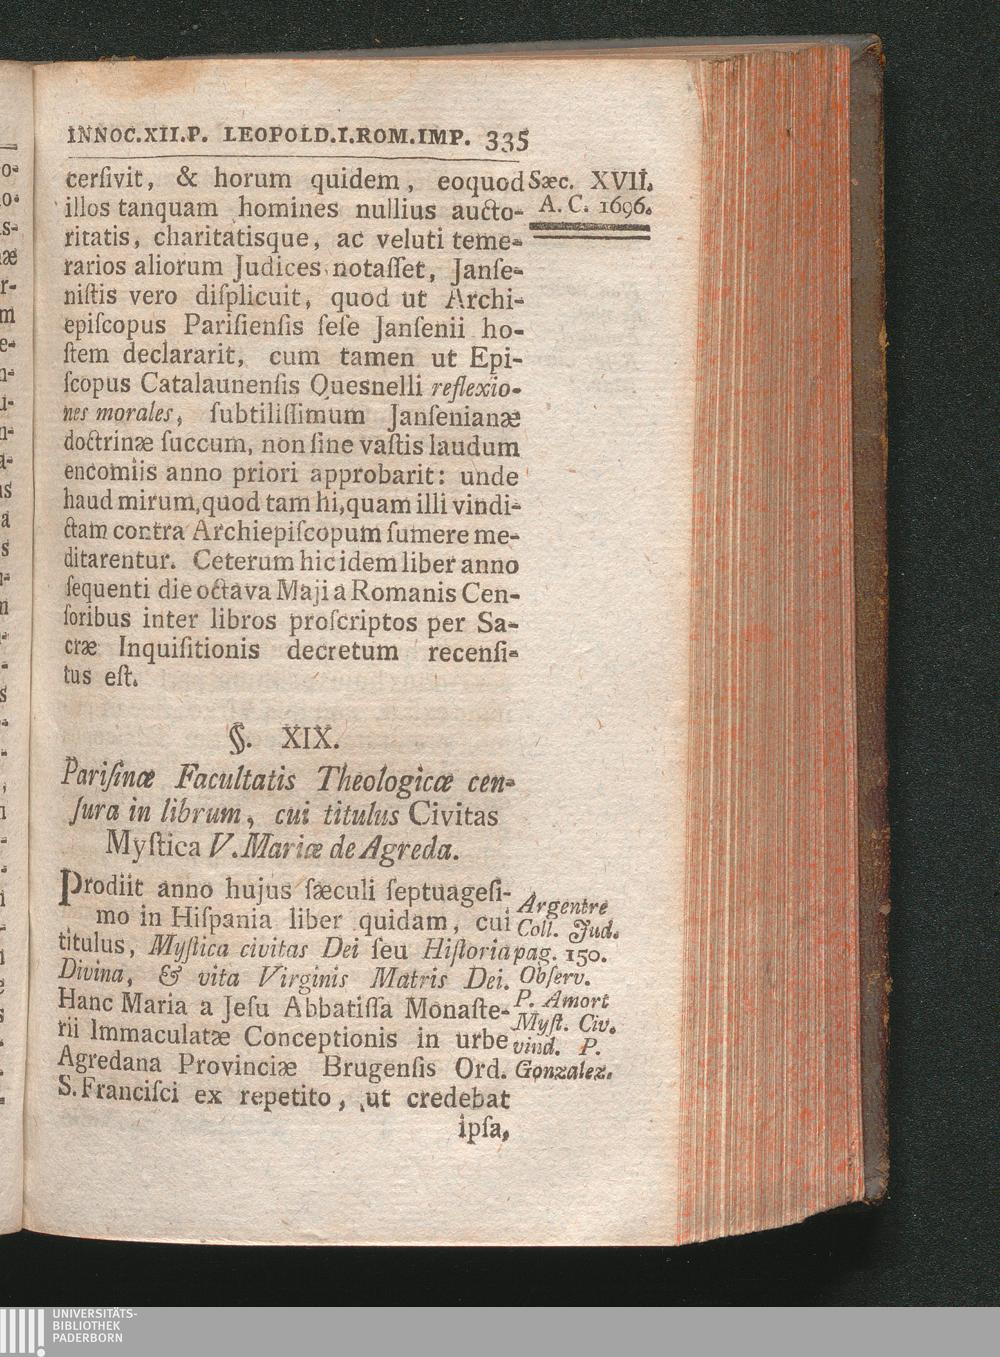 INNOC.XII.P. LEOPOLD.I.ROM.IMP. 335
cerſivit, & horum quidem, eoquod
illos tanquam homines nullius aucto-
ritatis, charitatisque, ac veluti teme-
rarios aliorum Judices notaſſet, Janſe-
niſtis vero diſplicuit, quod ut Archi-
epiſcopus Pariſienſis ſeſe Janſenii ho-
ſtem declararit, cum tamen ut Epi-
ſcopus Catalaunenſis Queſnelli reflexio-
nes morales, ſubtiliſſimum Janſenianæ
doctrinæ ſuccum, non ſine vaſtis laudum
encomiis anno priori approbarit: unde
haud mirum, quod tam hi, quam illi vindi-
ctam contra Archiepiſcopum ſumere me-
ditarentur. Ceterum hic idem liber anno
ſequenti die octava Maji a Romanis Cen-
ſoribus inter libros proſcriptos per Sa-
cræ Inquiſitionis decretum recenſi-
tus eſt.
Sæc. XVII.
A. C. 1696.
§. XIX.
Pariſinæ Facultatis Theologicæ cen-
ſura in librum, cui titulus Civitas
Myſtica V. Mariæ de Agreda.
Prodiit anno hujus ſæculi ſeptuageſi-
mo in Hiſpania liber quidam, cui
titulus, Myſtica civitas Dei ſeu Hiſtoria
Divina, & vita Virginis Matris Dei.
Hanc Maria a Jeſu Abbatiſſa Monaſte-
rii Immaculatæ Conceptionis in urbe
Agredana Provinciæ Brugenſis Ord.
S. Franciſci ex repetito, ut credebat
ipſa,
Argentre
Coll. Jud.
pag. 150.
Obſerv.
P. Amort
Myſt. Civ.
vind. P.
Gonzalez.
UNIVERSITÄTS-
BIBLIOTHEK
PADERBORN